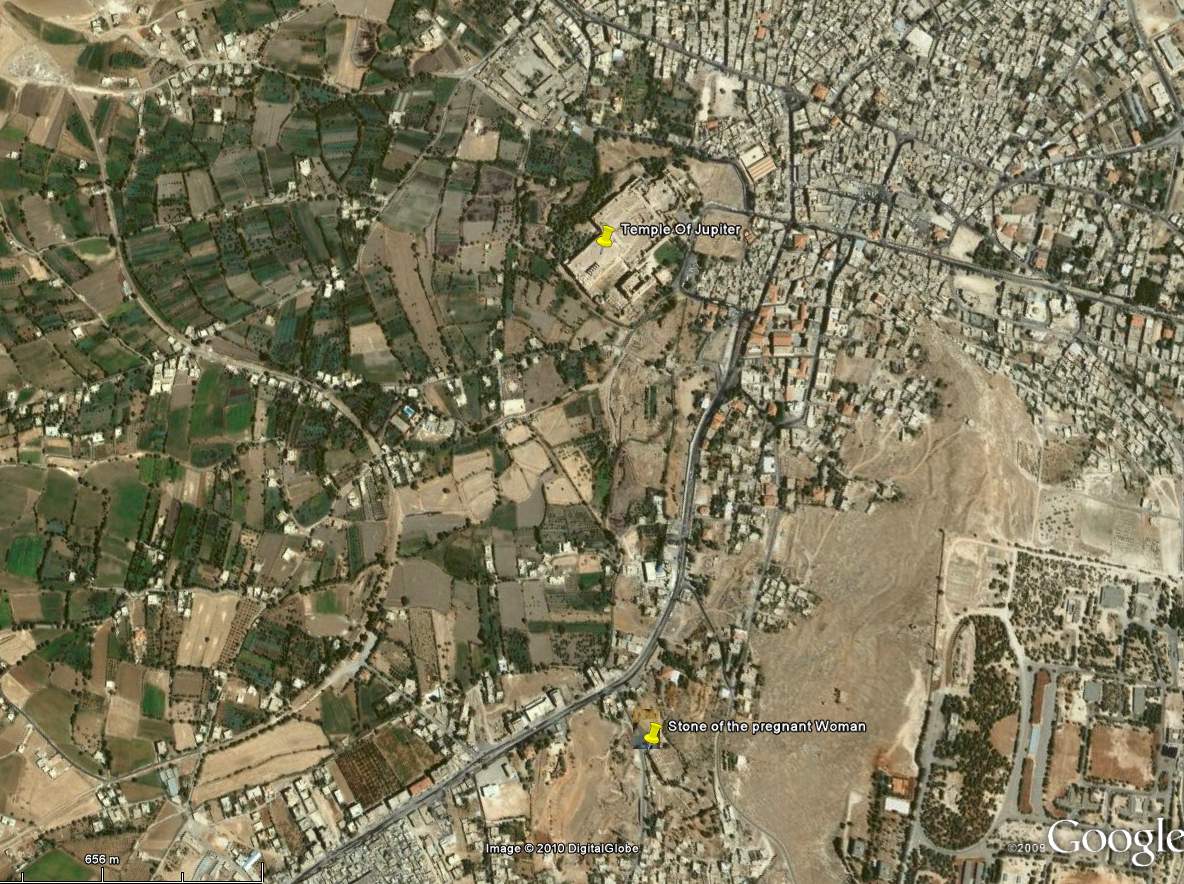 Temple Of Jupiter
Stone of the pregnant Woman
Image © 2010 DigitalGlobe
©2009 Google
656 m